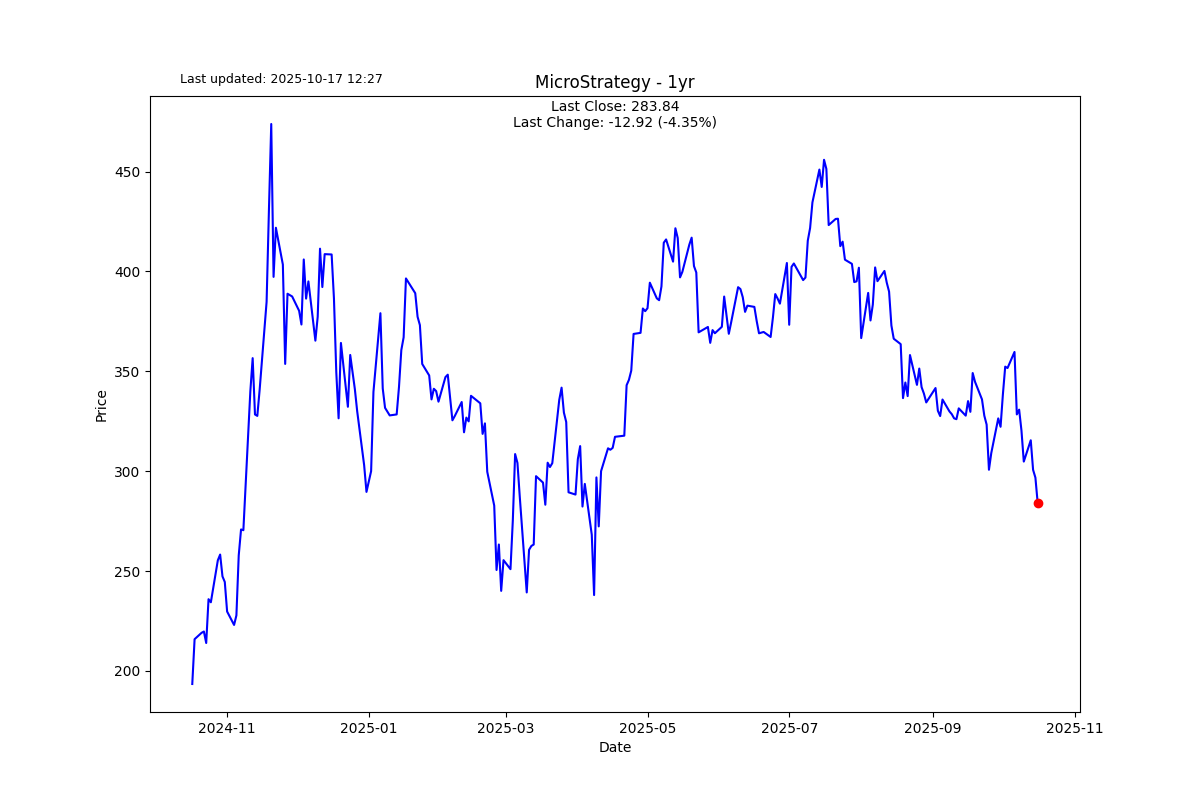 Last updated: 2025-10-17 12:27
MicroStrategy - 1yr
Last Close: 283.84
Last Change: -12.92 (-4.35%)
450
400
350
300
250
200
Price
2024-11
2025-01
2025-03
2025-05
2025-07
2025-09
2025-11
Date